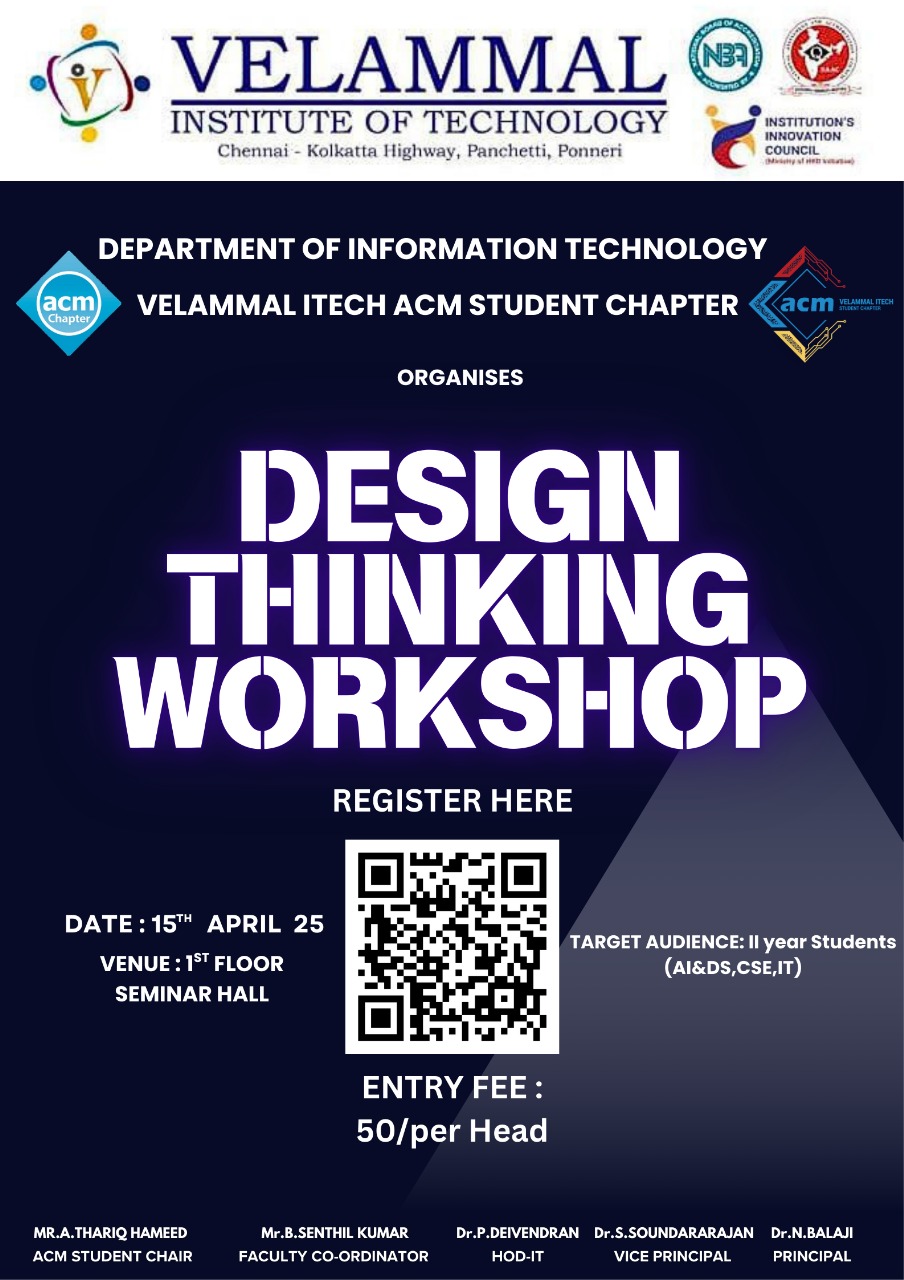 VELAMMAL
INSTITUTE OF TECHNOLOGY
Chennai - Kolkatta Highway, Panchetti, Ponneri
NBA
NAAC
INSTITUTION'S
INNOVATION
COUNCIL
(Ministry of HRD Initiative)
DEPARTMENT OF INFORMATION TECHNOLOGY
VELAMMAL ITECH ACM STUDENT CHAPTER
acm
Chapter
acm
VELAMMAL ITECH
STUDENT CHAPTER
ORGANISES
DESIGN
THINKING
WORKSHOP
REGISTER HERE
DATE : 15TH APRIL 25
VENUE : 1ST FLOOR
SEMINAR HALL
TARGET AUDIENCE: II year Students
(AI&DS,CSE,IT)
ENTRY FEE :
50/per Head
MR.A.THARIQ HAMEED
ACM STUDENT CHAIR
Mr.B.SENTHIL KUMAR
FACULTY CO-ORDINATOR
Dr.P.DEIVENDRAN
HOD-IT
Dr.S.SOUNDARARAJAN
VICE PRINCIPAL
Dr.N.BALAJI
PRINCIPAL